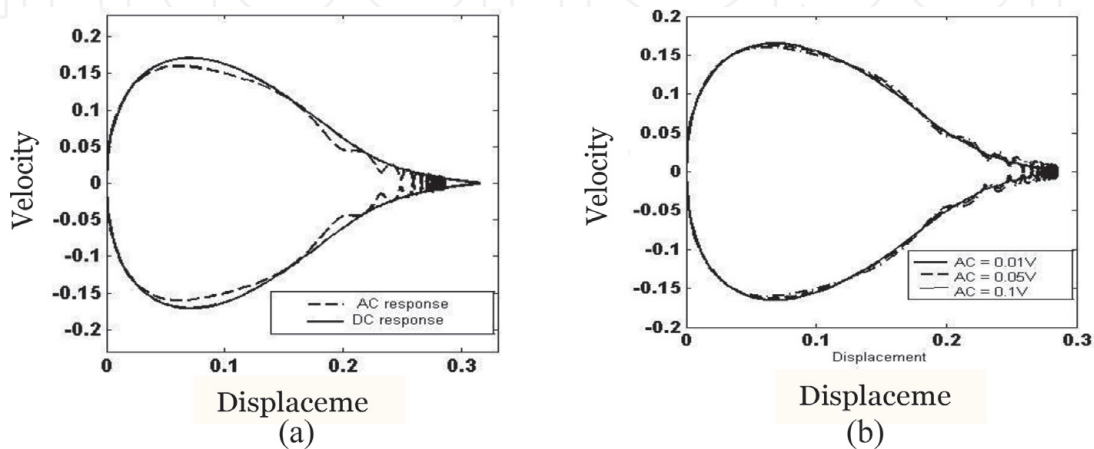 0.2
0.15
0.1
0.05
0
-0.05
-0.1
-0.15
-0.2
Velocity
AC response
DC response
0
0.1
0.2
0.3
Displaceme
(a)
0.2
0.15
0.1
0.05
0
-0.05
-0.1
-0.15
-0.2
Velocity
AC = 0.01V
AC = 0.05V
AC = 0.1V
0
0.1
0.2
0.3
Displacement
Displaceme
(b)